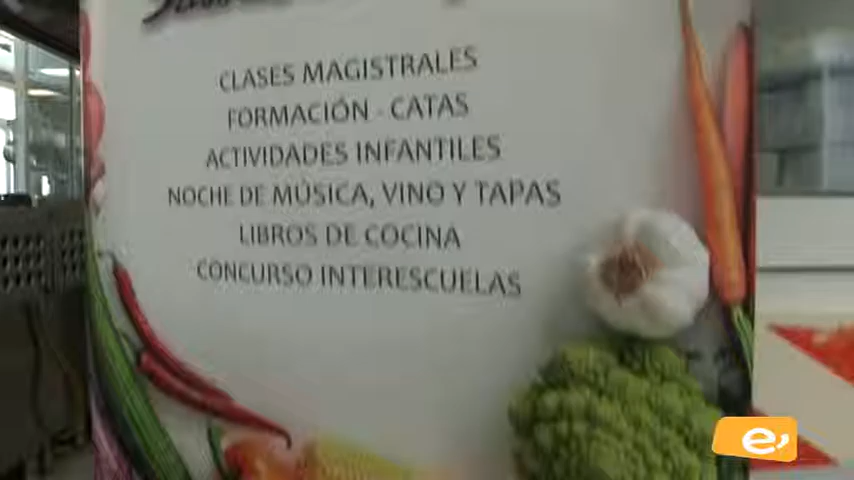 CLASES MAGISTRALES
FORMACIÓN - CATAS
ACTIVIDADES INFANTILES
NOCHE DE MÚSICA, VINO Y TAPAS
LIBROS DE COCINA
CONCURSO INTERESCUELAS
e